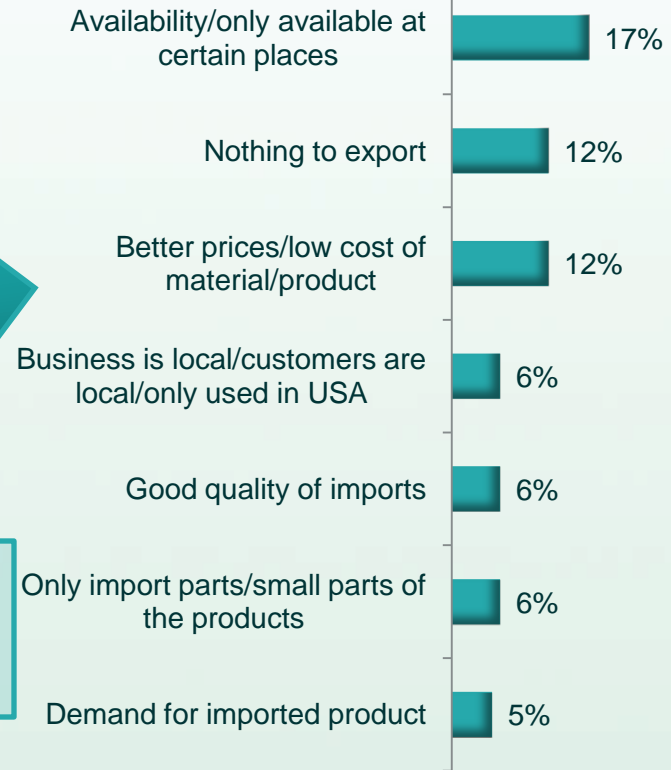 Availability/only available at
certain places
17%
Nothing to export
12%
Better prices/low cost of
material/product
12%
Business is local/customers are
local/only used in USA
6%
Good quality of imports
6%
Only import parts/small parts of
the products
6%
Demand for imported product
5%